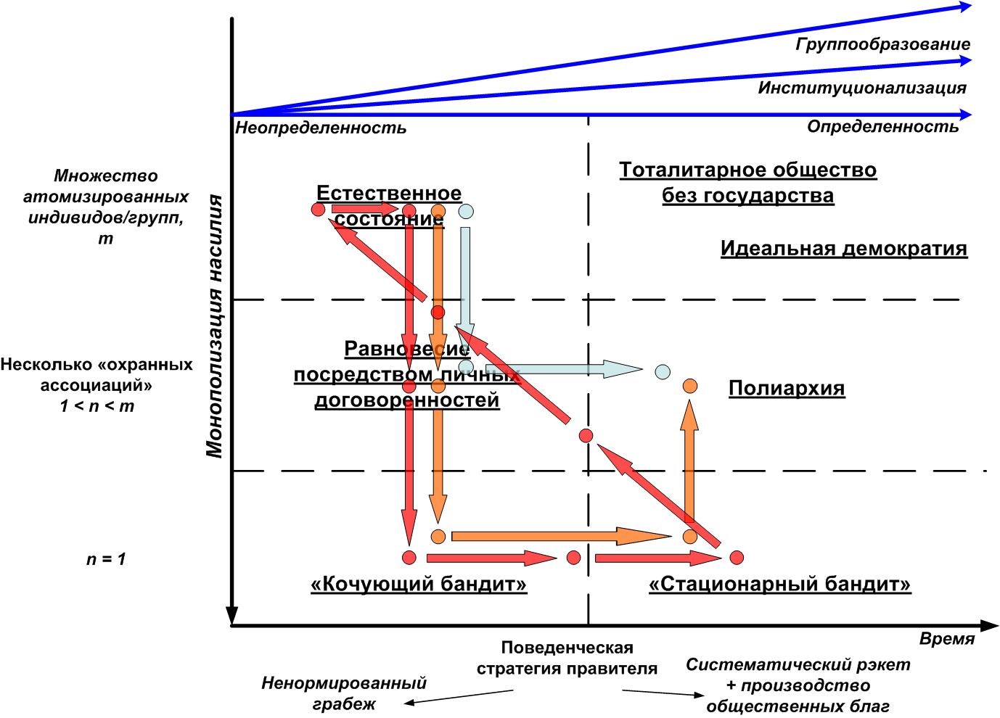 Группообразование
Институционализация
Неопределенность
Определенность
Множество
атомизированных
индивидов/групп,
m
Монополизация насилия
Естественное
состояние
Тоталитарное общество
без государства
Идеальная демократия
Несколько «охранных
ассоциаций»
1 < n < m
Равновесие
посредством личных
договоренностей
Полиархия
n = 1
«Кочующий бандит»
«Стационарный бандит»
Время
Поведенческая
стратегия правителя
Ненормированный
грабеж
Систематический рэкет
+ производство
общественных благ